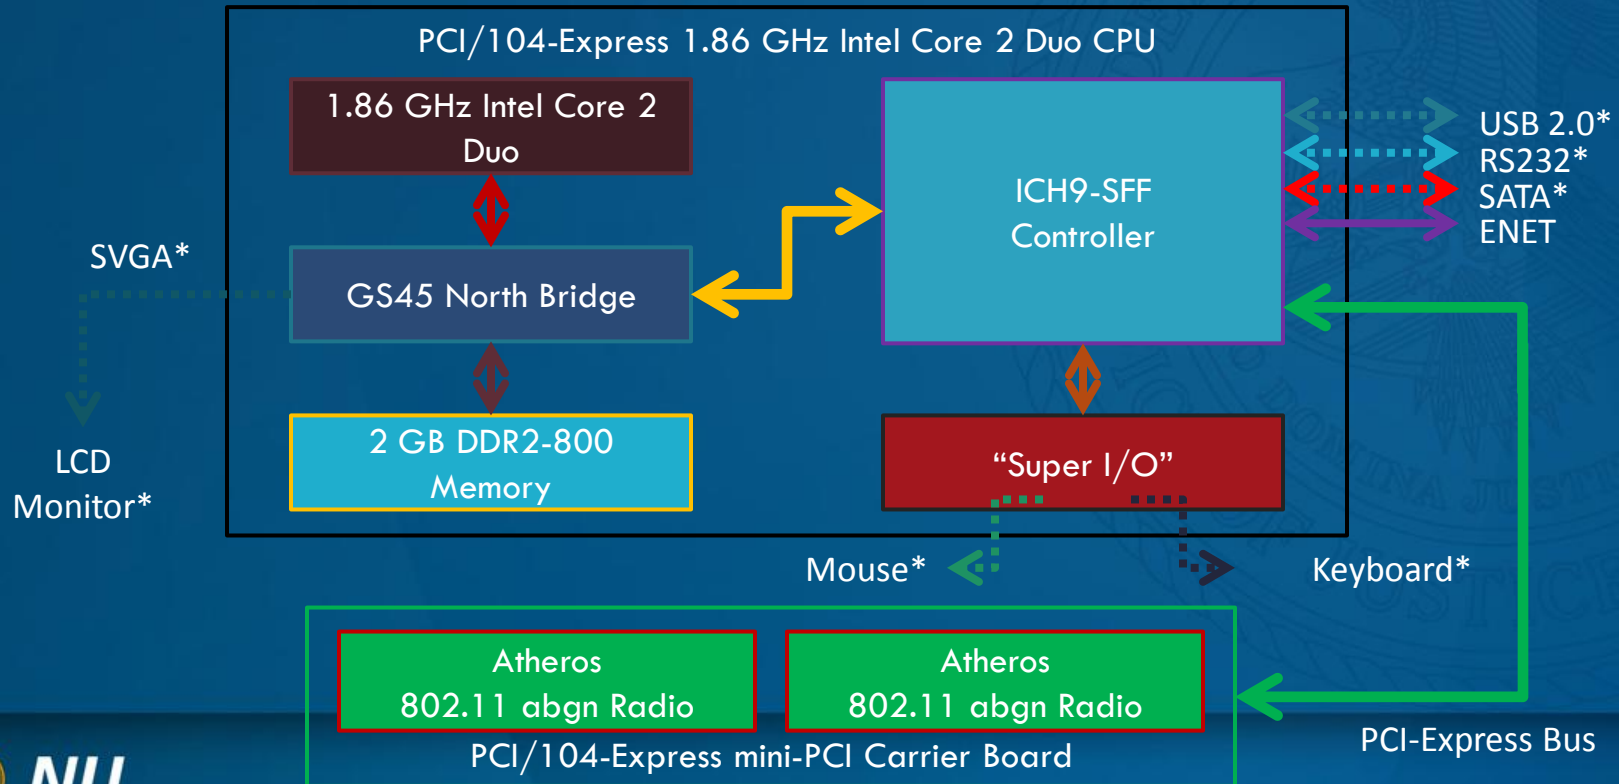 PCI/104-Express 1.86 GHz Intel Core 2 Duo CPU
1.86 GHz Intel Core 2
Duo
ICH9-SFF
Controller
USB 2.0*
RS232*
SATA*
ENET
SVGA*
GS45 North Bridge
2 GB DDR2-800
Memory
"Super I/O"
LCD
Monitor*
Mouse*
Keyboard*
Atheros
802.11 abgn Radio
Atheros
802.11 abgn Radio
PCI/104-Express mini-PCI Carrier Board
PCI-Express Bus